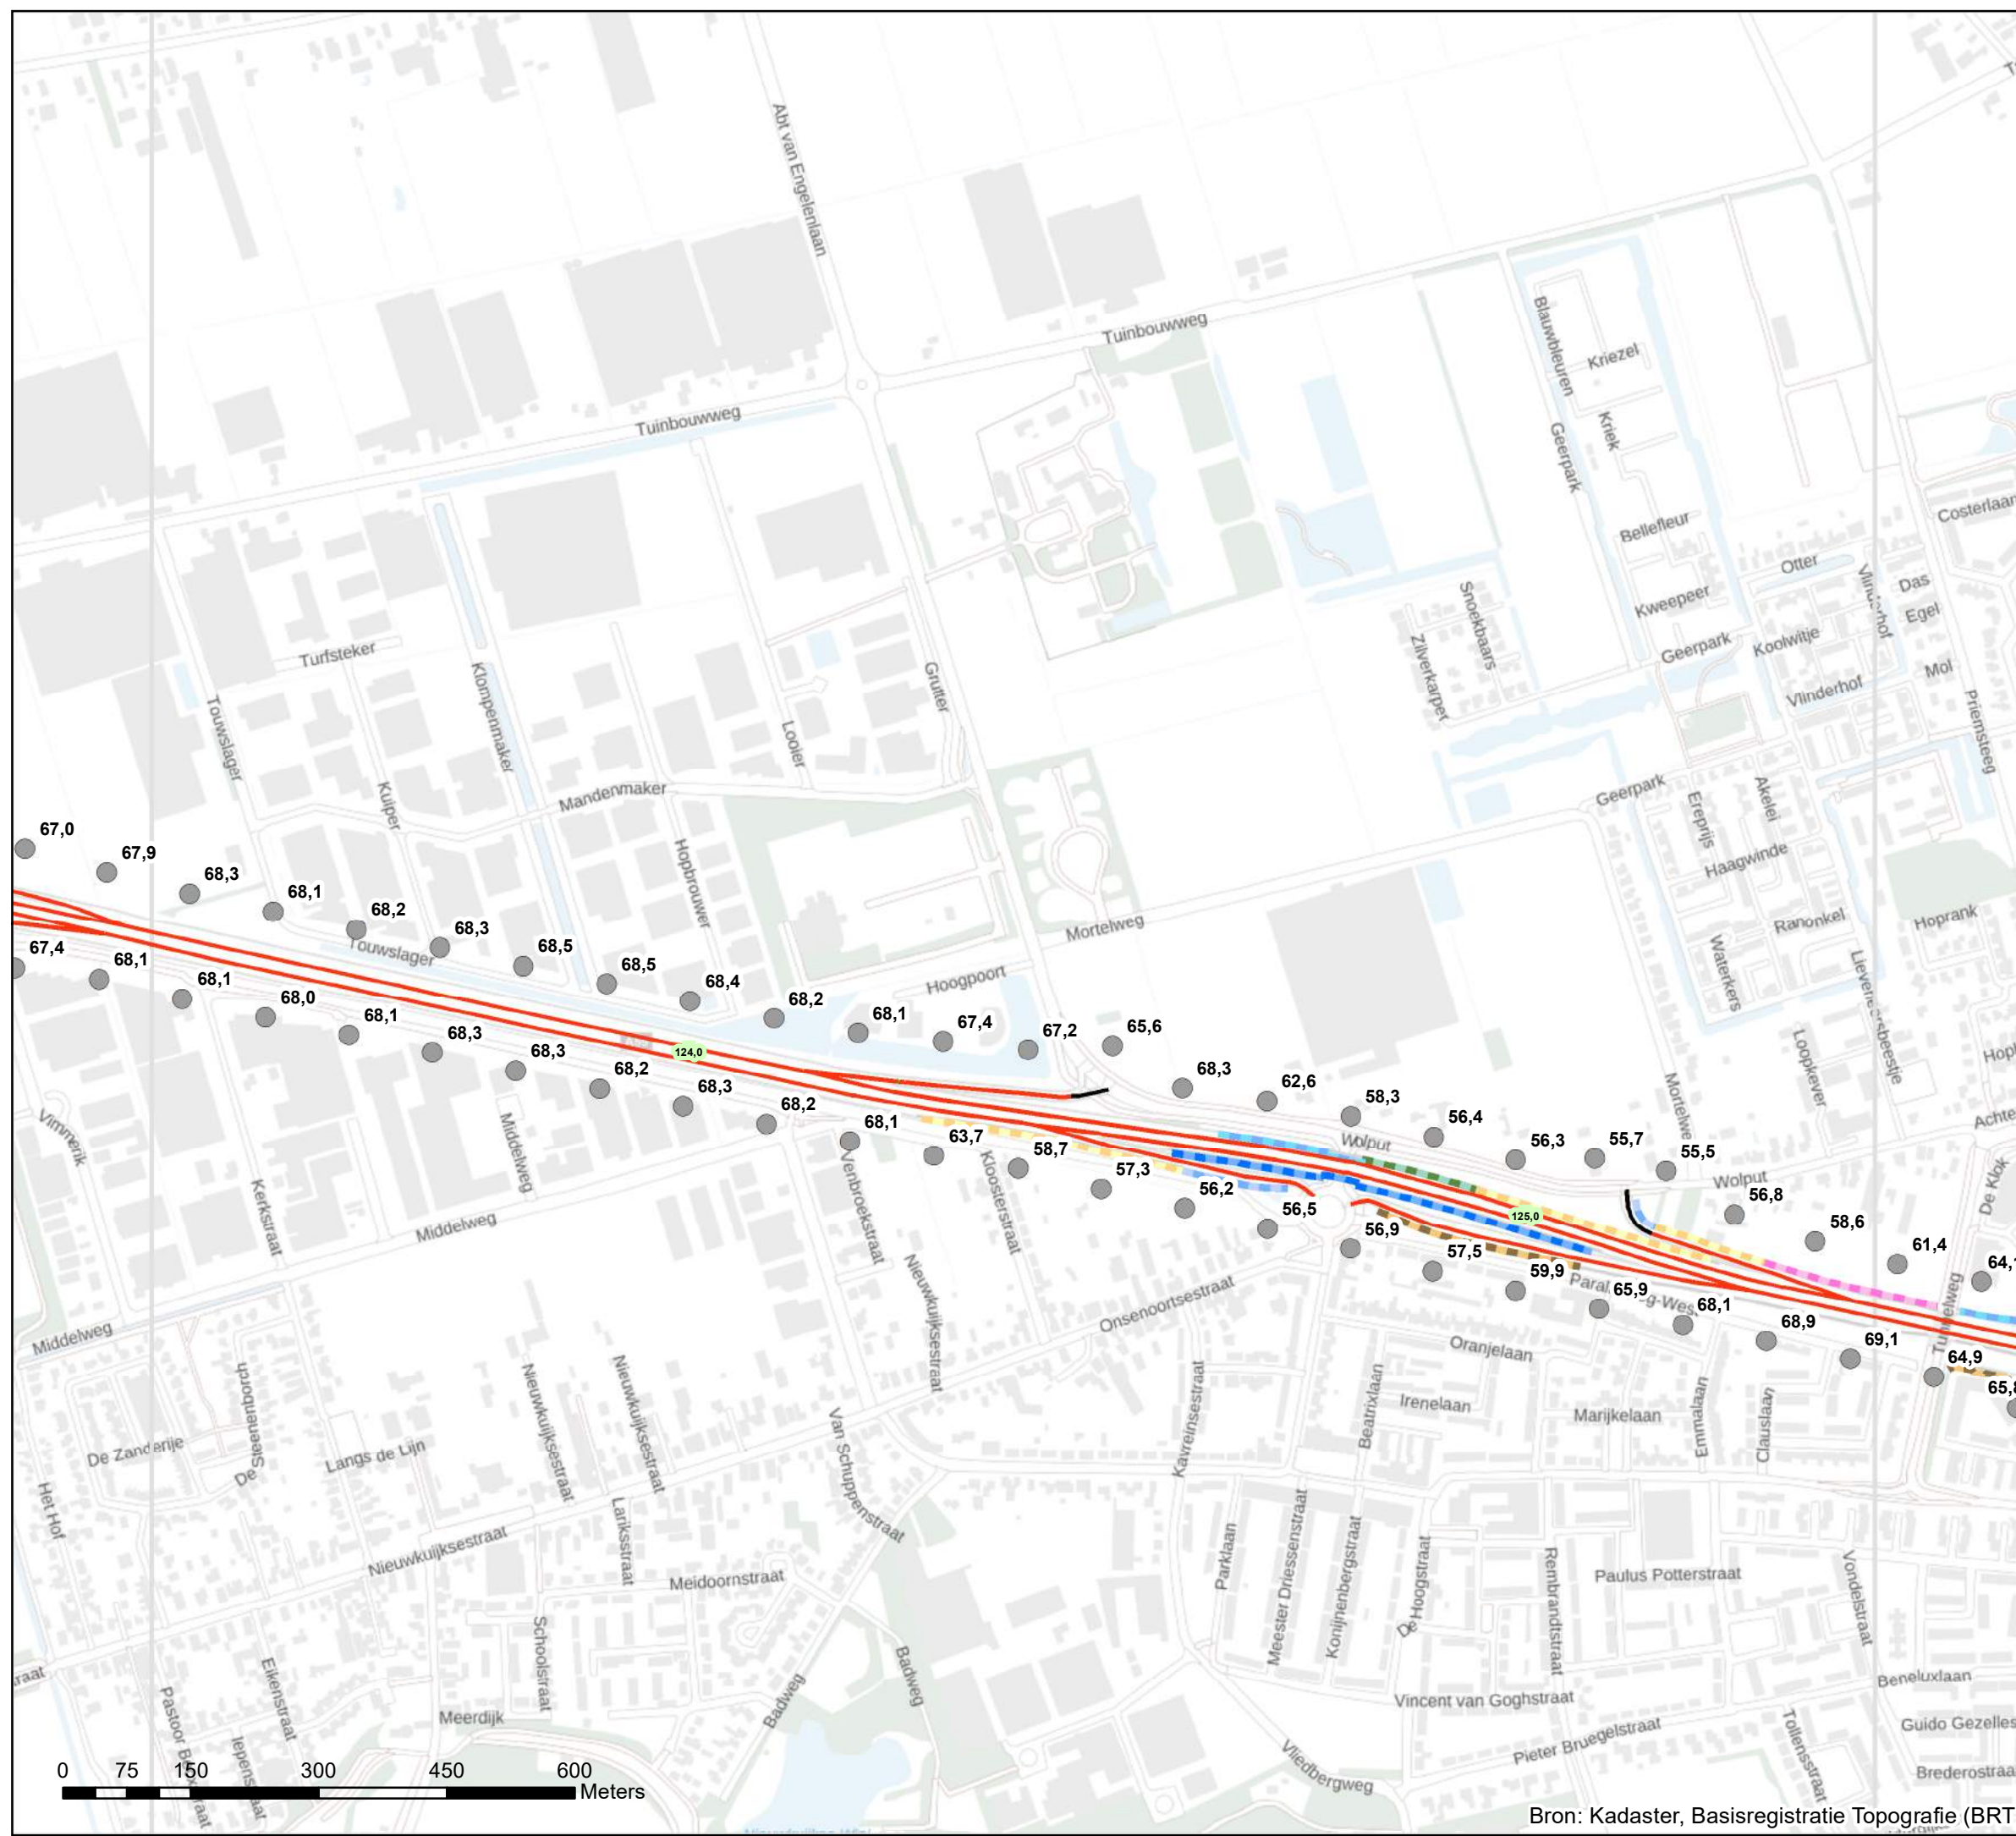 Abt van Engelenlaan
Tuinbouwweg
Tuinbouwweg
Blauwbleuren
Kriezel
Kriek
Geerpark
Bellefleur
Costerlaan
Otter
Vlinderhof
Das
Egel
Kweepeer
Koolwitje
Geerpark
Mol
Vlinderhof
Snoekbaars
Zilverkarper
Priemsteeg
Turfsteker
Touwslager
Klompenmaker
Grutter
Looier
Kuiper
Mandenmaker
Hopbrouwer
Geerpark
Ereprijs
Akelei
Haagwinde
Ranonkel
Hoprank
Waterkers
Loopkever
Mortelweg
Hoogpoort
Touwslager
67,0
67,9
68,3
68,1
68,2
68,3
68,5
68,5
68,4
68,2
68,1
67,4
67,2
65,6
68,3
62,6
58,3
56,4
56,3
55,7
55,5
56,8
58,6
61,4
67,4
68,1
68,1
68,0
68,1
68,3
68,3
68,2
68,3
68,2
68,1
63,7
58,7
57,3
56,2
56,5
56,9
57,5
59,9
65,9
68,1
68,9
69,1
64,9
124,0
125,0
Wolput
Wolput
De Klok
Tunnelweg
Vimmerik
Kerkstraat
Middelweg
Middelweg
Middelweg
Venbroekstraat
Kloosterstraat
Nieuwkuijksestraat
Onsenoortsestraat
Oranjelaan
Irenelaan
Beatrixlaan
Marijkelaan
Emmalaan
Clauslaan
Kavreinsestraat
De Zanderije
De Sleenenborch
Langs de Lijn
Nieuwkuijksestraat
Nieuwkuijksestraat
Van Schuppenstraat
Het Hof
Nieuwkuijksestraat
Lariksstraat
Meidoornstraat
Parklaan
Meester Driessenstraat
Konijnenbergstraat
De Hoogstraat
Rembrandtstraat
Paulus Potterstraat
Vondelstraat
Schoolstraat
Eikenstraat
Meerdijk
Badweg
Badweg
Vincent van Goghstraat
Pieter Bruegelstraat
Vliedbergweg
Beneluxlaan
Guido Gezelles
Tollensstraat
Brederostraa
0 75 150 300 450 600
Meters
Bron: Kadaster, Basisregistratie Topografie (BRT